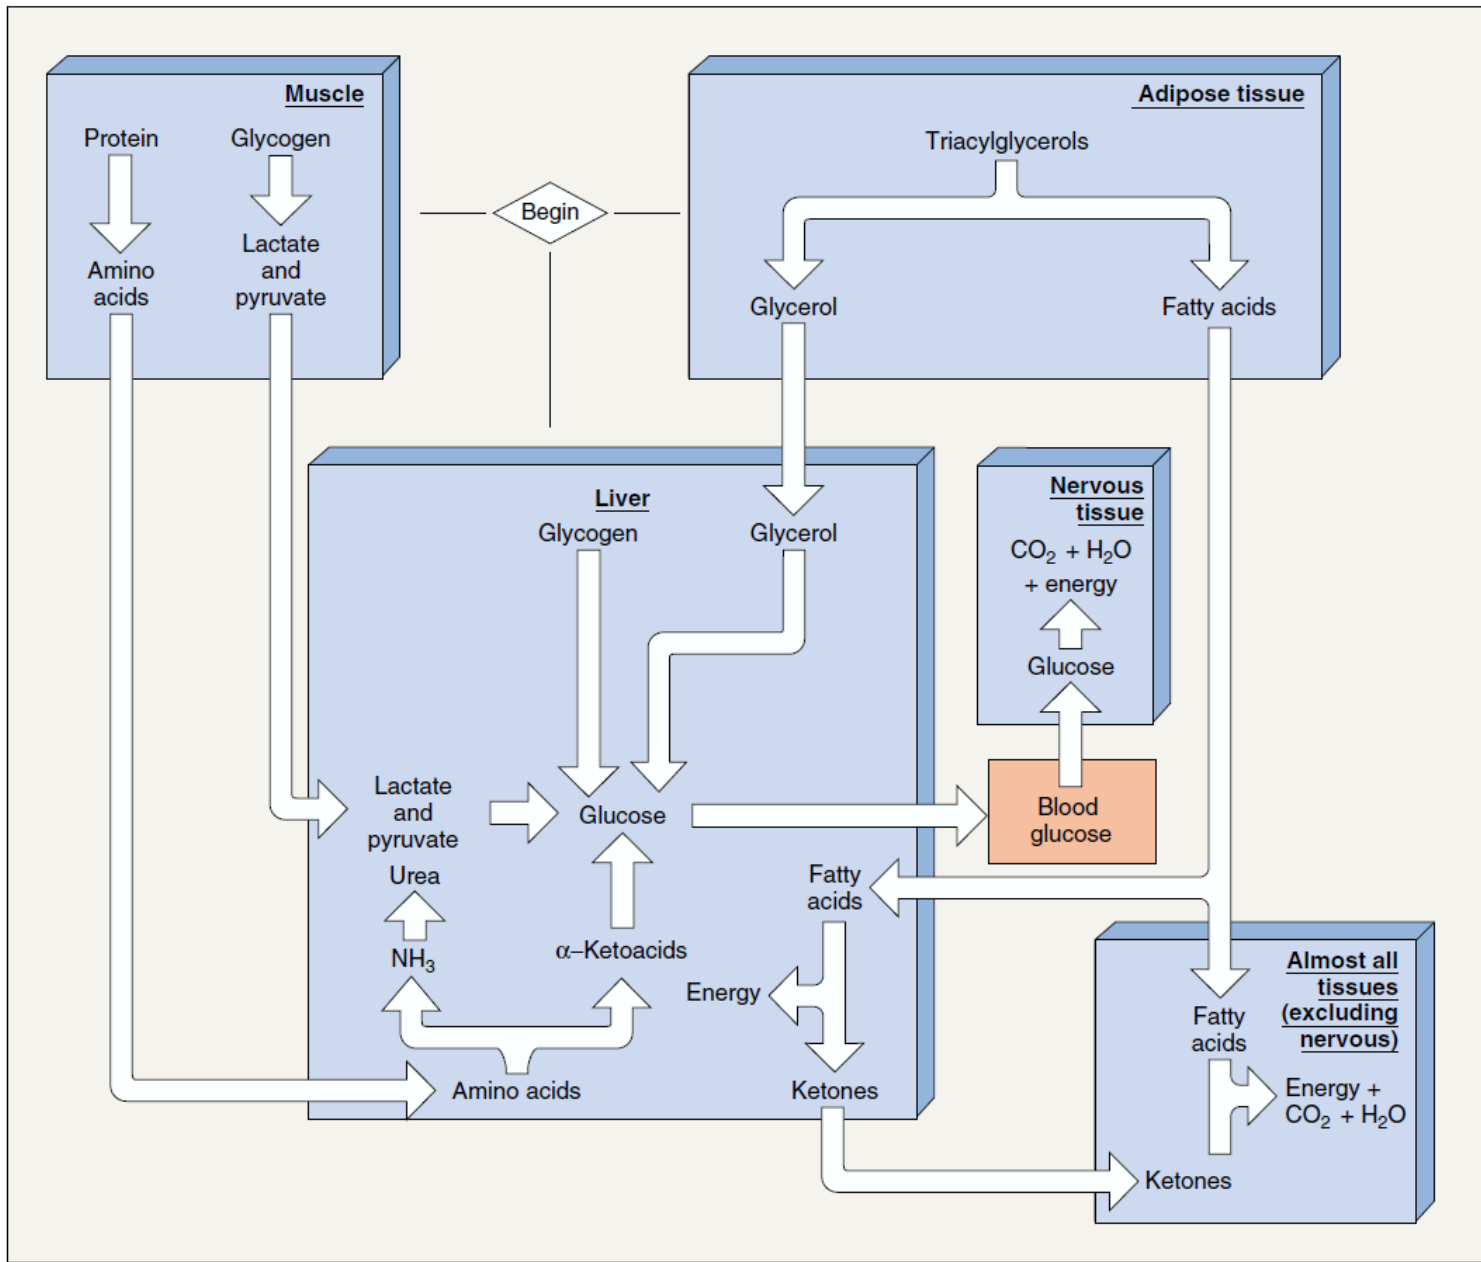 Muscle
Protein
Glycogen
Amino
acids
Lactate
and
pyruvate
Begin
Adipose tissue
Triacylglycerols
Glycerol
Fatty acids
Liver
Glycogen
Glycerol
Lactate
and
pyruvate
Glucose
Urea
NH₃
α–Ketoacids
Amino acids
Fatty
acids
Energy
Ketones
Nervous
tissue
CO₂ + H₂O
+ energy
Glucose
Blood
glucose
Almost all
tissues
(excluding
nervous)
Fatty
acids
Energy +
CO₂ + H₂O
Ketones